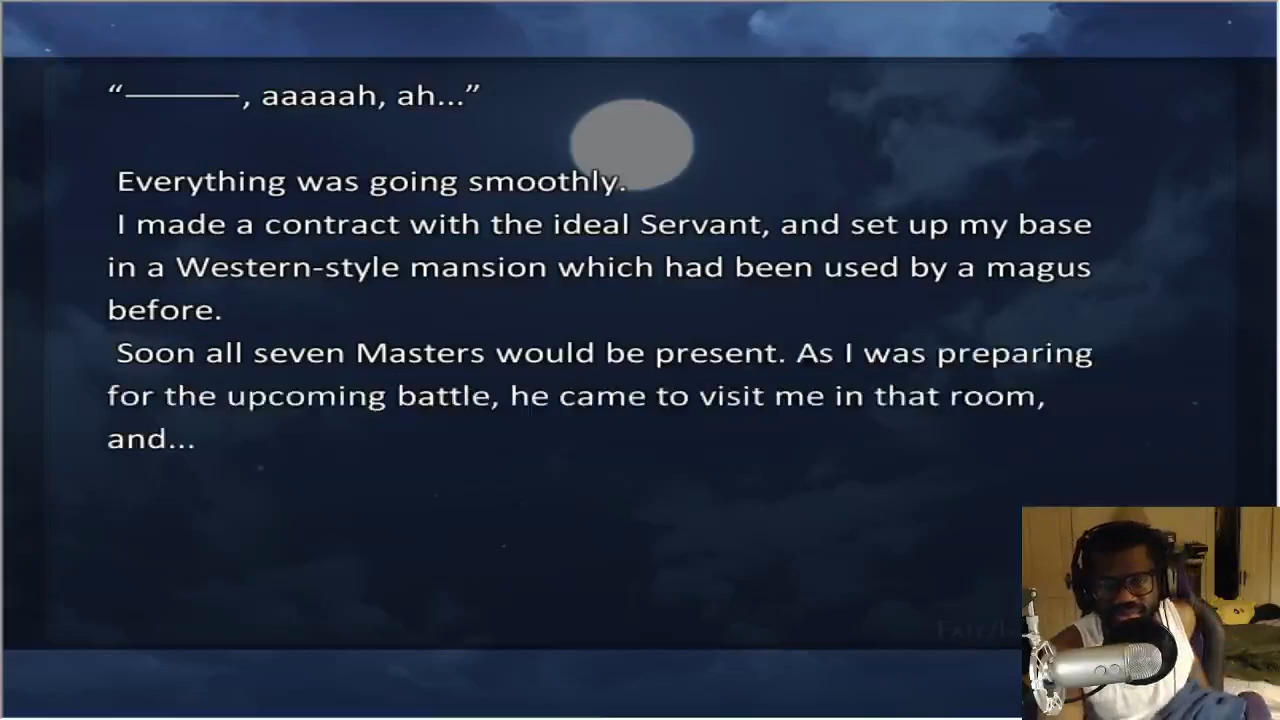 “————, aaaaah, ah...”
Everything was going smoothly.
I made a contract with the ideal Servant, and set up my base
in a Western-style mansion which had been used by a magus
before.
Soon all seven Masters would be present. As I was preparing
for the upcoming battle, he came to visit me in that room,
and...